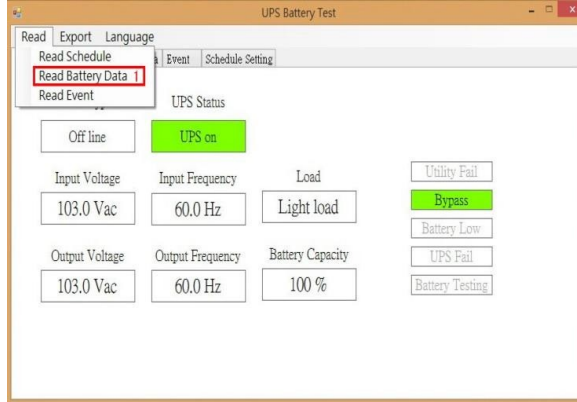 UPS Battery Test
Read Export Language
Read Schedule
Event Schedule Setting
Read Battery Data 1
Read Event
UPS Status
Off line
UPS on
Input Voltage
Input Frequency
Load
Utility Fail
103.0 Vac
60.0 Hz
Light load
Bypass
Battery Low
Output Voltage
Output Frequency
Battery Capacity
UPS Fail
103.0 Vac
60.0 Hz
100 %
Battery Testing